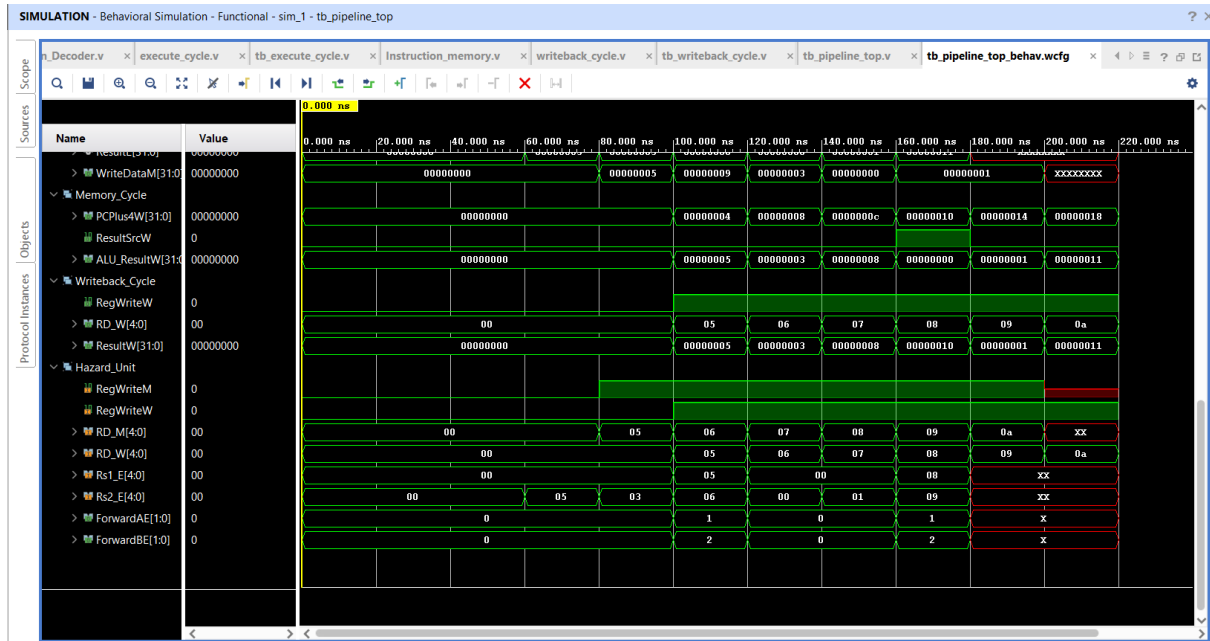 SIMULATION - Behavioral Simulation - Functional - sim_1 - tb_pipeline_top
n_Decoder.v execute_cycle.v tb_execute_cycle.v Instruction_memory.v writeback_cycle.v tb_writeback_cycle.v tb_pipeline_top.v tb_pipeline_top_behav.wcfg
Scope
Sources
Objects
Protocol Instances
0.000 ns
Name Value 0.000 ns 20.000 ns 40.000 ns 60.000 ns 80.000 ns 100.000 ns 120.000 ns 140.000 ns 160.000 ns 180.000 ns 200.000 ns 220.000 ns
WriteDataM[31:0] 00000000 00000000 00000005 00000009 00000003 00000000 00000001 XXXXXXXX
Memory_Cycle
PCPlus4W[31:0] 00000000 00000000 00000004 00000008 0000000c 00000010 00000014 00000018
ResultSrcW 0
ALU_ResultW[31:0 00000000 00000000 00000005 00000003 00000008 00000000 00000001 00000011
Writeback_Cycle
RegWriteW 0
RD_W[4:0] 00 00 05 06 07 08 09 0a
ResultW[31:0] 00000000 00000000 00000005 00000003 00000008 00000010 00000001 00000011
Hazard_Unit
RegWriteM 0
RegWriteW 0
RD_M[4:0] 00 00 05 06 07 08 09 0a XX
RD_W[4:0] 00 00 05 06 07 08 09 0a
Rs1_E[4:0] 00 00 05 00 08 XX
Rs2_E[4:0] 00 00 05 03 06 00 01 09 XX
ForwardAE[1:0] 0 0 1 0 1 X
ForwardBE[1:0] 0 0 2 0 2 X